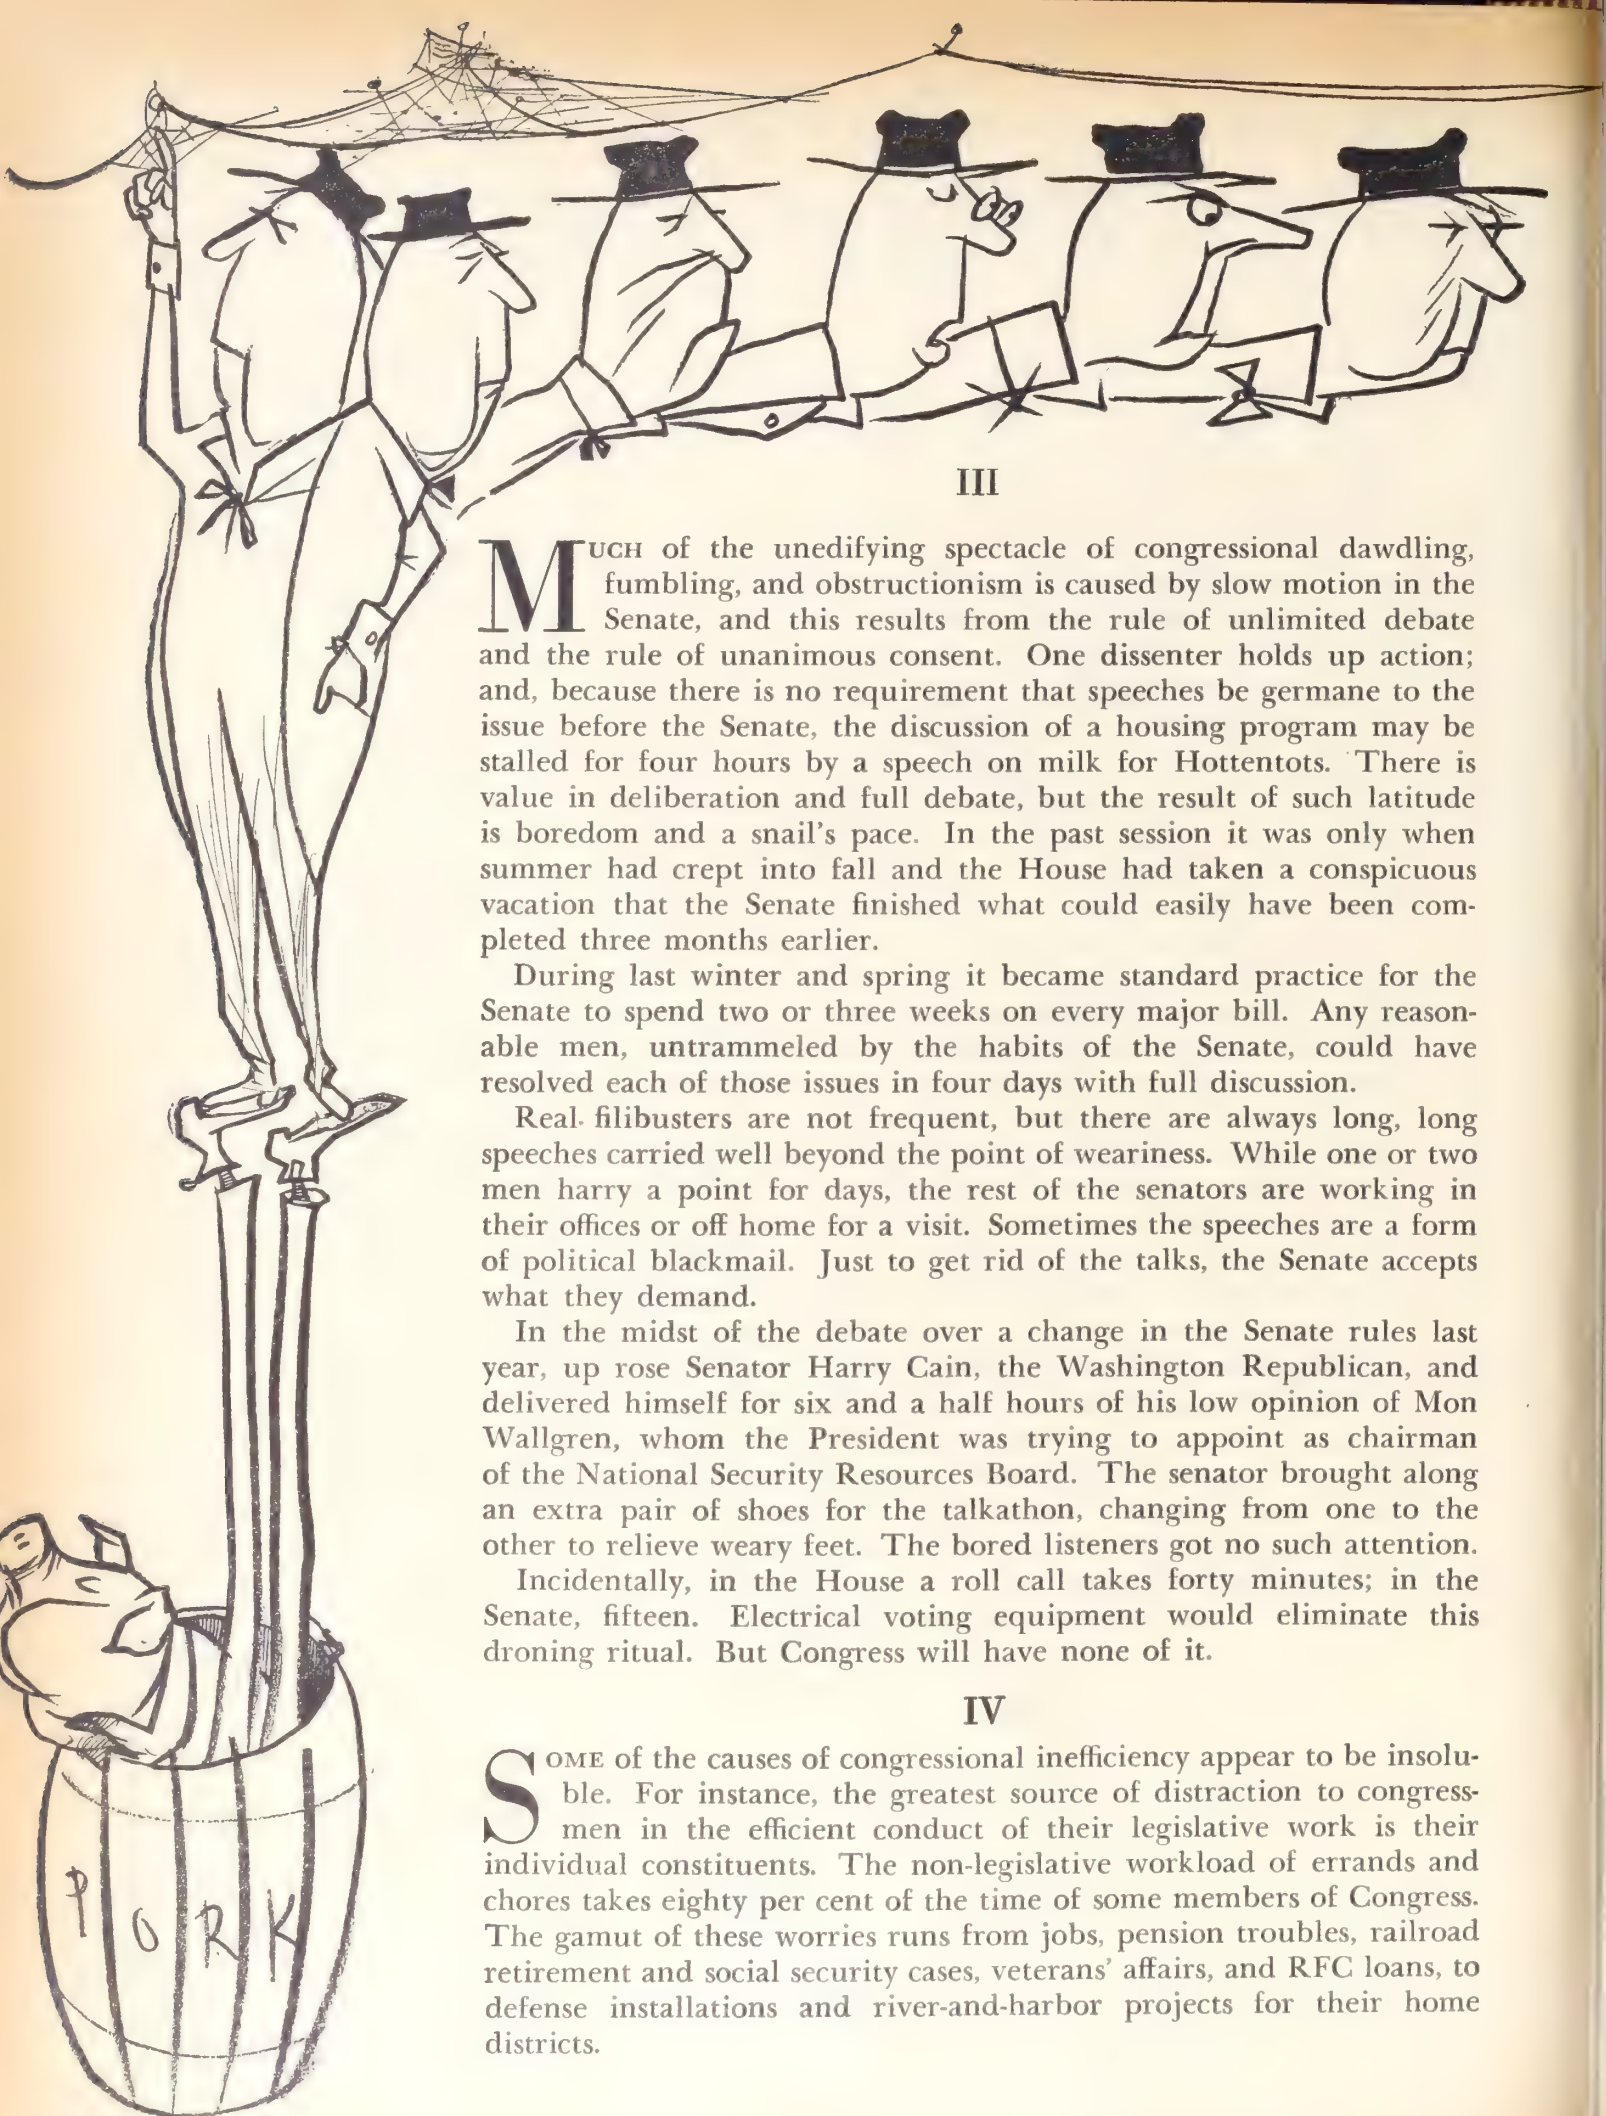 III
MUCH of the unedifying spectacle of congressional dawdling,
fumbling, and obstructionism is caused by slow motion in the
Senate, and this results from the rule of unlimited debate
and the rule of unanimous consent. One dissenter holds up action;
and, because there is no requirement that speeches be germane to the
issue before the Senate, the discussion of a housing program may be
stalled for four hours by a speech on milk for Hottentots. There is
value in deliberation and full debate, but the result of such latitude
is boredom and a snail's pace. In the past session it was only when
summer had crept into fall and the House had taken a conspicuous
vacation that the Senate finished what could easily have been com-
pleted three months earlier.
During last winter and spring it became standard practice for the
Senate to spend two or three weeks on every major bill. Any reason-
able men, untrammeled by the habits of the Senate, could have
resolved each of those issues in four days with full discussion.
Real filibusters are not frequent, but there are always long, long
speeches carried well beyond the point of weariness. While one or two
men harry a point for days, the rest of the senators are working in
their offices or off home for a visit. Sometimes the speeches are a form
of political blackmail. Just to get rid of the talks, the Senate accepts
what they demand.
In the midst of the debate over a change in the Senate rules last
year, up rose Senator Harry Cain, the Washington Republican, and
delivered himself for six and a half hours of his low opinion of Mon
Wallgren, whom the President was trying to appoint as chairman
of the National Security Resources Board. The senator brought along
an extra pair of shoes for the talkathon, changing from one to the
other to relieve weary feet. The bored listeners got no such attention.
Incidentally, in the House a roll call takes forty minutes; in the
Senate, fifteen. Electrical voting equipment would eliminate this
droning ritual. But Congress will have none of it.
IV
SOME of the causes of congressional inefficiency appear to be insolu-
ble. For instance, the greatest source of distraction to congress-
men in the efficient conduct of their legislative work is their
individual constituents. The non-legislative workload of errands and
chores takes eighty per cent of the time of some members of Congress.
The gamut of these worries runs from jobs, pension troubles, railroad
retirement and social security cases, veterans' affairs, and RFC loans, to
defense installations and river-and-harbor projects for their home
districts.
PORK